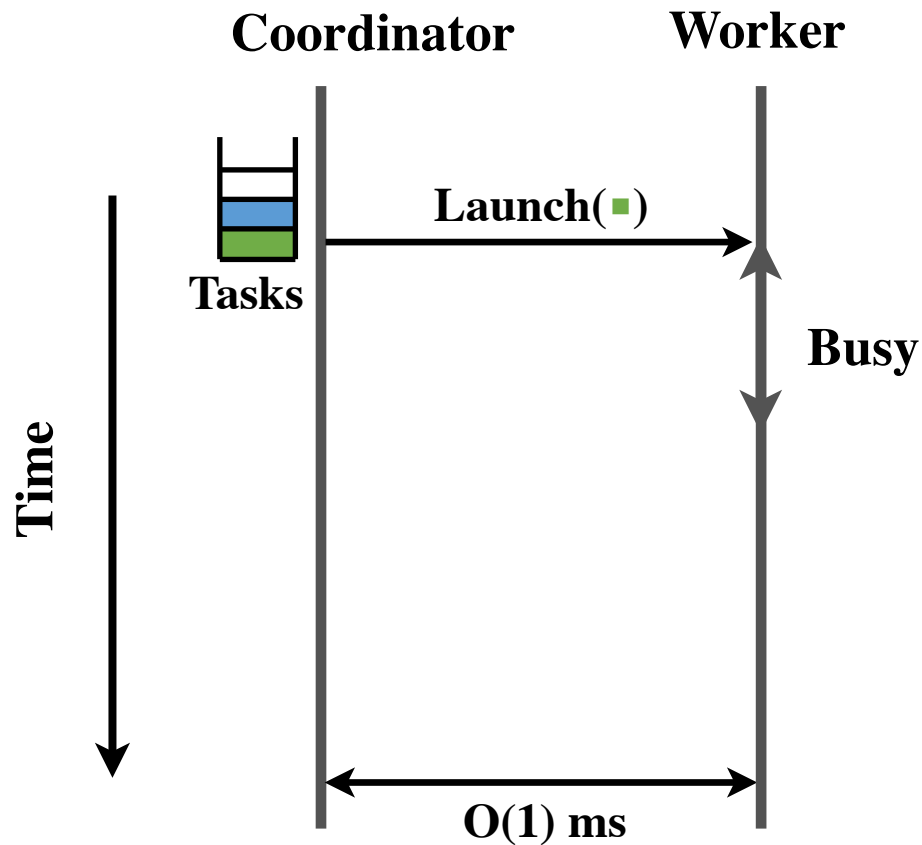 Coordinator
Worker
Launch(▪)
Tasks
Busy
Time
O(1) ms